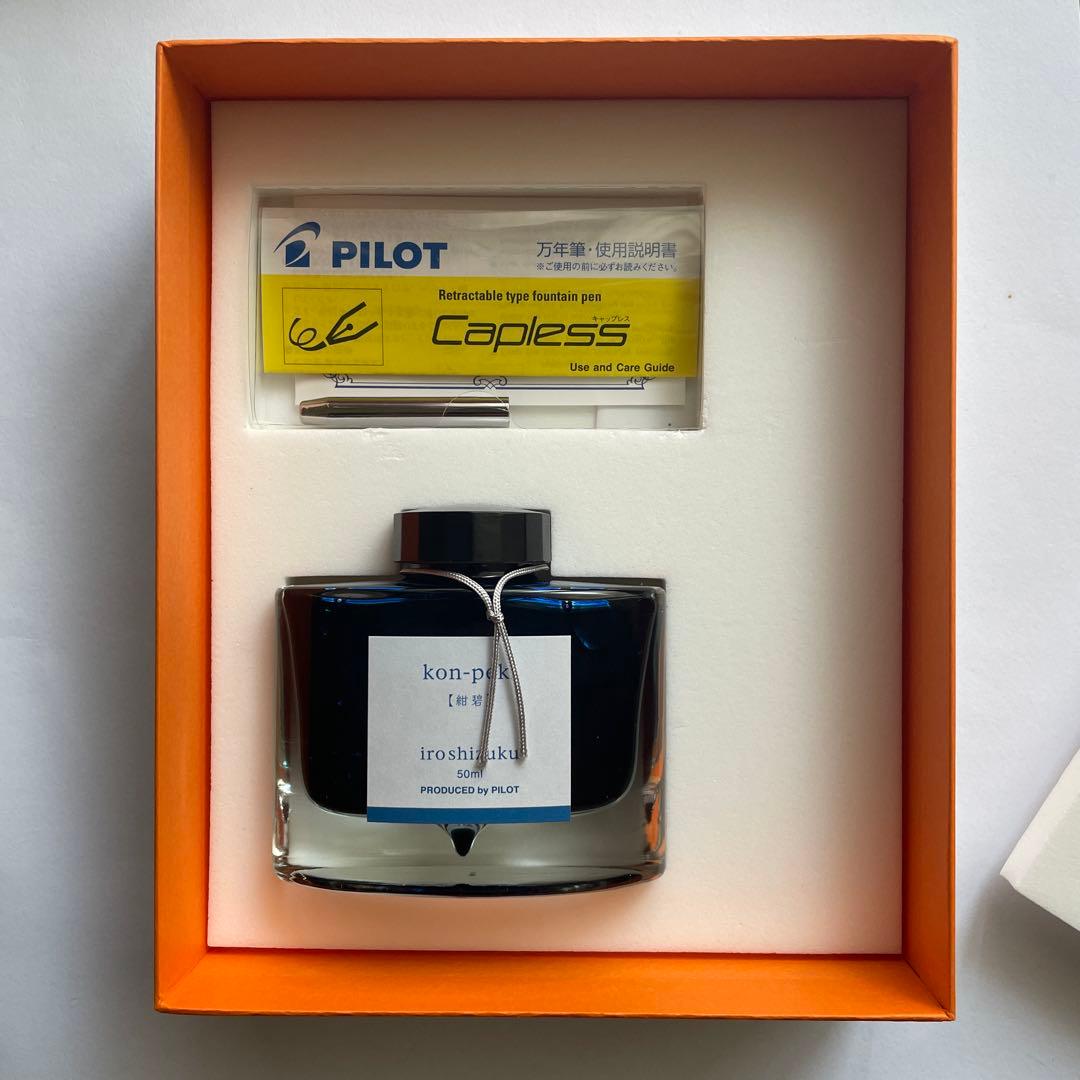 PILOT
万年筆・使用説明書
※ご使用の前に必ずお読みください。
Retractable type fountain pen
キャップレス
Capless
Use and Care Guide
kon-pek
【紺碧】
iroshizuku
50ml
PRODUCED by PILOT